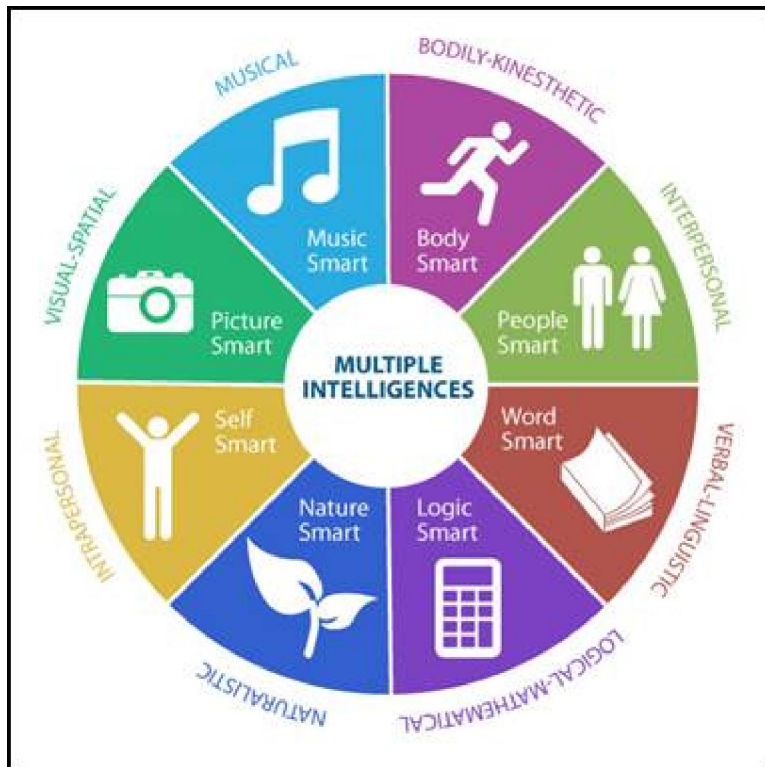 MUSICAL
BODILY-KINESTHETIC
Music
Smart
Body
Smart
VISUAL-SPATIAL
INTERPERSONAL
Picture
Smart
People
Smart
MULTIPLE
INTELLIGENCES
Self
Smart
Word
Smart
INTRAPERSONAL
VERBAL-LINGUISTIC
Nature
Smart
Logic
Smart
NATURALISTIC
LOGICAL-MATHEMATICAL